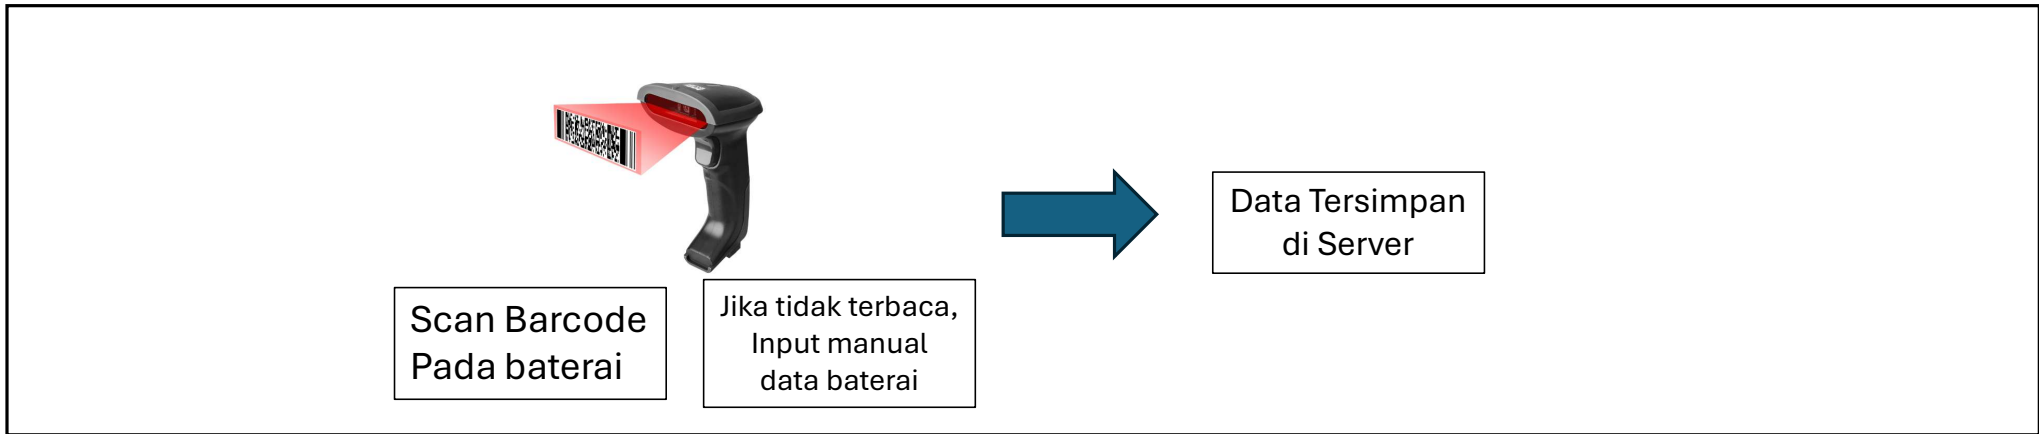 Scan Barcode
Pada baterai
Jika tidak terbaca,
Input manual
data baterai
Data Tersimpan
di Server